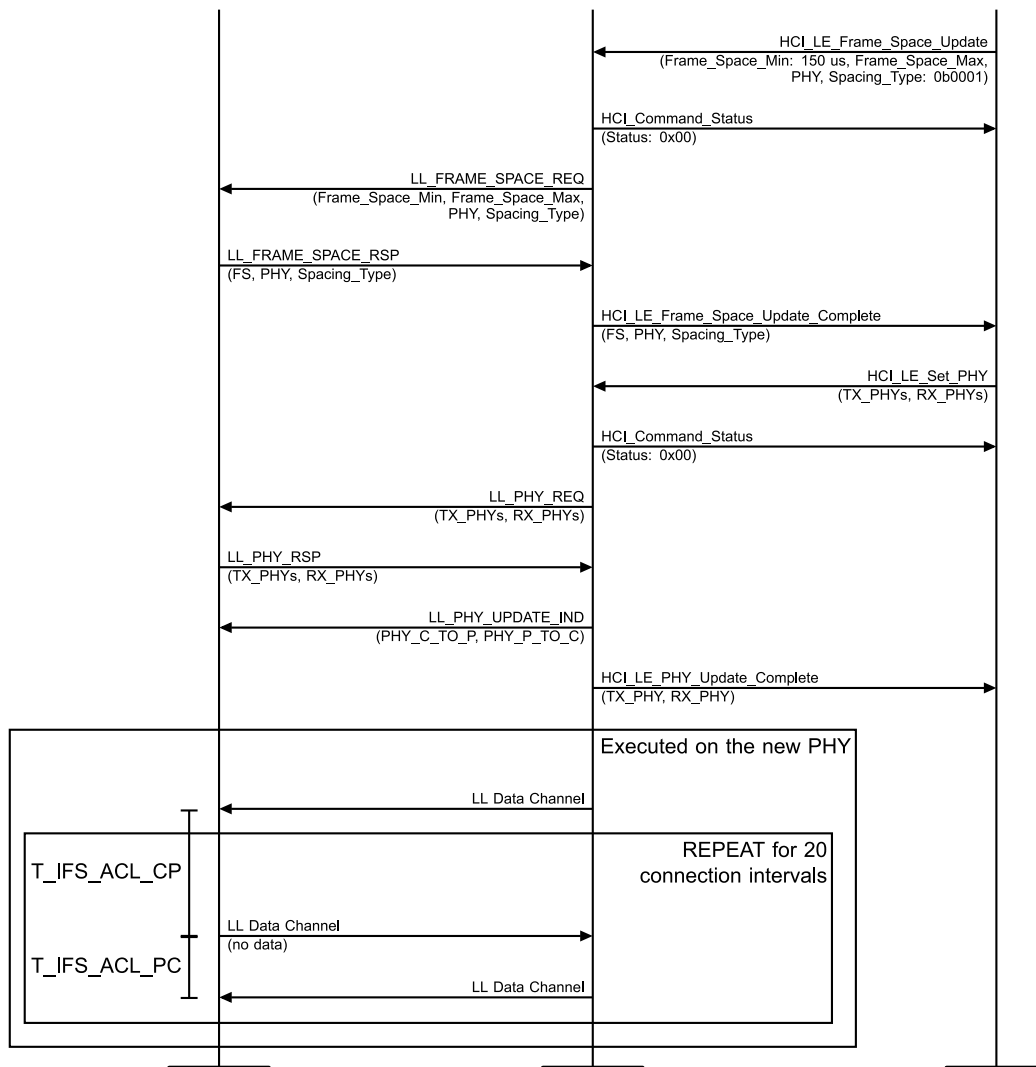 HCI_LE_Frame_Space_Update
(Frame_Space_Min: 150 us, Frame_Space_Max,
PHY, Spacing_Type: 0b0001)
HCI_Command_Status
(Status: 0x00)
LL_FRAME_SPACE_REQ
(Frame_Space_Min, Frame_Space_Max,
PHY, Spacing_Type)
LL_FRAME_SPACE_RSP
(FS, PHY, Spacing_Type)
HCI_LE_Frame_Space_Update_Complete
(FS, PHY, Spacing_Type)
HCI_LE_Set_PHY
(TX_PHYs, RX_PHYs)
HCI_Command_Status
(Status: 0x00)
LL_PHY_REQ
(TX_PHYs, RX_PHYs)
LL_PHY_RSP
(TX_PHYs, RX_PHYs)
LL_PHY_UPDATE_IND
(PHY_C_TO_P, PHY_P_TO_C)
HCI_LE_PHY_Update_Complete
(TX_PHY, RX_PHY)
Executed on the new PHY
LL Data Channel
REPEAT for 20
connection intervals
T_IFS_ACL_CP
LL Data Channel
(no data)
T_IFS_ACL_PC
LL Data Channel